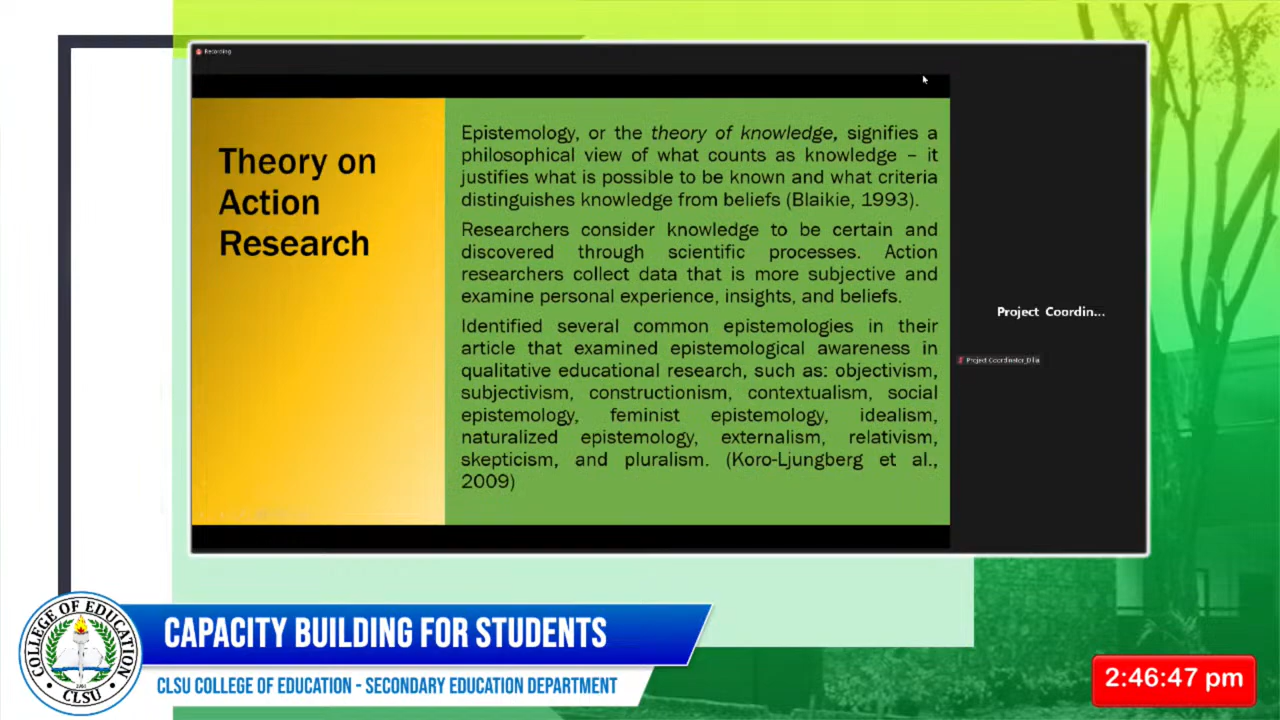 Recording
Theory on
Action
Research
Epistemology, or the theory of knowledge, signifies a
philosophical view of what counts as knowledge – it
justifies what is possible to be known and what criteria
distinguishes knowledge from beliefs (Blaikie, 1993).
Researchers consider knowledge to be certain and
discovered through scientific processes. Action
researchers collect data that is more subjective and
examine personal experience, insights, and beliefs.
Identified several common epistemologies in their
article that examined epistemological awareness in
qualitative educational research, such as: objectivism,
subjectivism, constructionism, contextualism, social
epistemology, feminist epistemology, idealism,
naturalized epistemology, externalism, relativism,
skepticism, and pluralism. (Koro-Ljungberg et al.,
2009)
Project Coordin...
Project Coordinator_Dlla
COLLEGE OF EDUCATION
CLSU
CAPACITY BUILDING FOR STUDENTS
CLSU COLLEGE OF EDUCATION - SECONDARY EDUCATION DEPARTMENT
2:46:47 pm